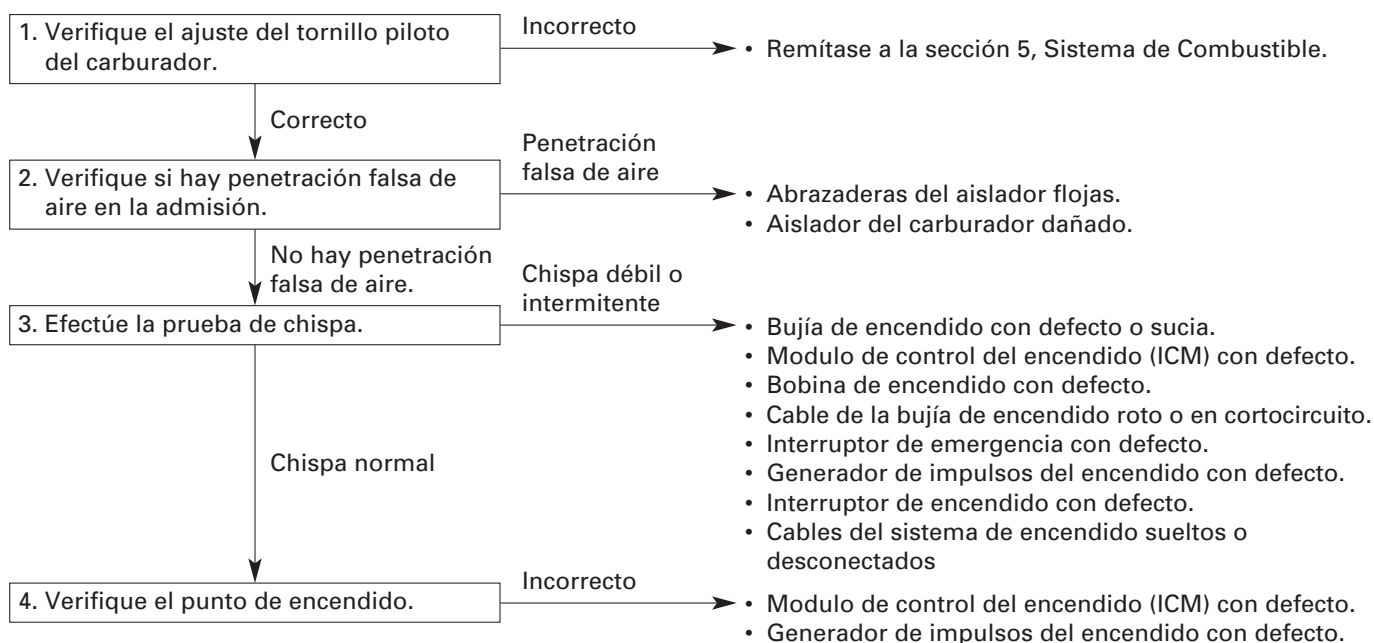 1. Verifique el ajuste del tornillo piloto
del carburador.
Incorrecto
• Remítase a la sección 5, Sistema de Combustible.
Correcto
2. Verifique si hay penetración falsa de
aire en la admisión.
Penetración
falsa de aire
• Abrazaderas del aislador flojas.
• Aislador del carburador dañado.
No hay penetración
falsa de aire.
3. Efectúe la prueba de chispa.
Chispa débil o
intermitente
• Bujía de encendido con defecto o sucia.
• Modulo de control del encendido (ICM) con defecto.
• Bobina de encendido con defecto.
• Cable de la bujía de encendido roto o en cortocircuito.
• Interruptor de emergencia con defecto.
• Generador de impulsos del encendido con defecto.
• Interruptor de encendido con defecto.
• Cables del sistema de encendido sueltos o
desconectados
Chispa normal
4. Verifique el punto de encendido.
Incorrecto
• Modulo de control del encendido (ICM) con defecto.
• Generador de impulsos del encendido con defecto.